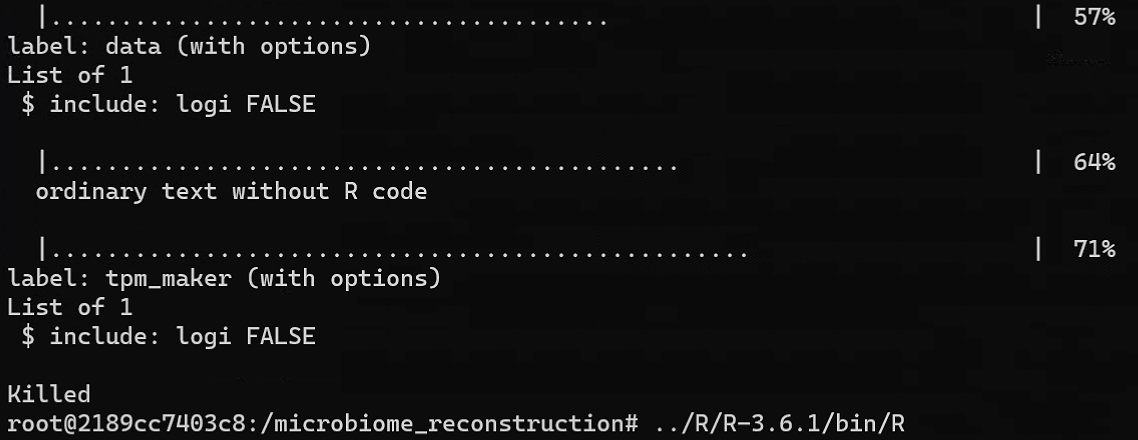 |........................................ | 57%
label: data (with options)
List of 1
$ include: logi FALSE
|............................................. | 64%
ordinary text without R code
|.................................................. | 71%
label: tpm_maker (with options)
List of 1
$ include: logi FALSE
Killed
root@2189cc7403c8:/microbiome_reconstruction# ../R/R-3.6.1/bin/R